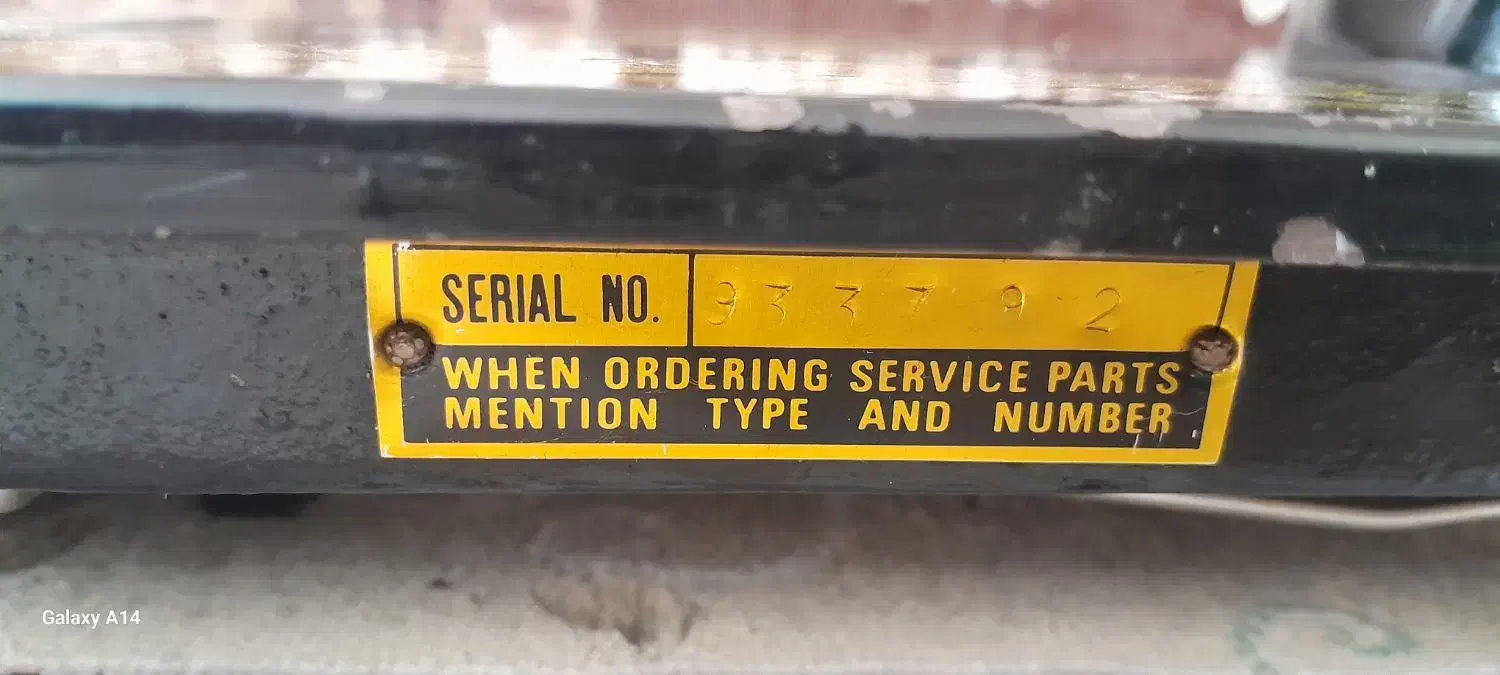 SERIAL NO. 933792
WHEN ORDERING SERVICE PARTS
MENTION TYPE AND NUMBER
Galaxy A14